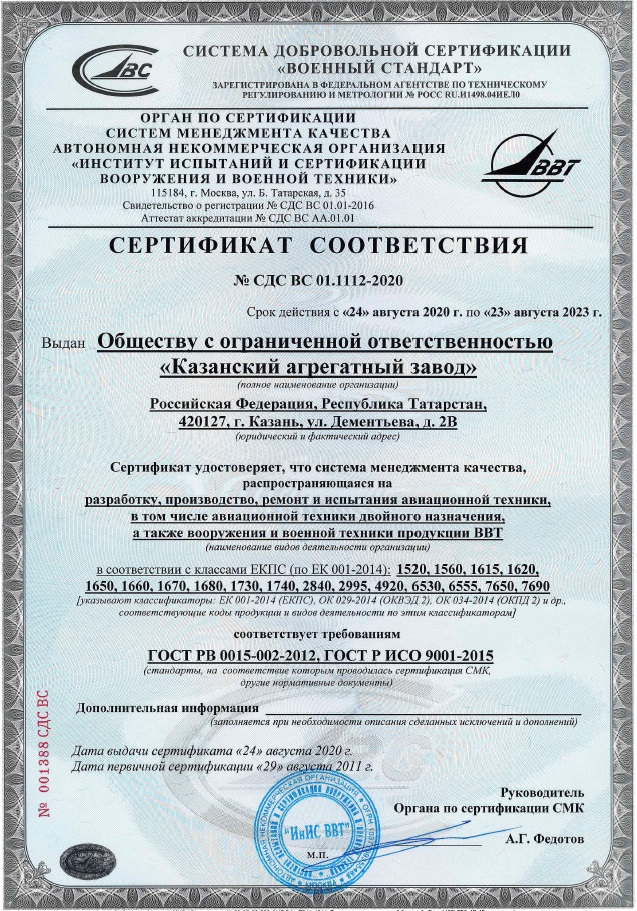 СВС
СИСТЕМА ДОБРОВОЛЬНОЙ СЕРТИФИКАЦИИ
«ВОЕННЫЙ СТАНДАРТ»
ЗАРЕГИСТРИРОВАНА В ФЕДЕРАЛЬНОМ АГЕНТСТВЕ ПО ТЕХНИЧЕСКОМУ
РЕГУЛИРОВАНИЮ И МЕТРОЛОГИИ № РОСС RU.И1498.04ИЕЛ0
ОРГАН ПО СЕРТИФИКАЦИИ
СИСТЕМ МЕНЕДЖМЕНТА КАЧЕСТВА
АВТОНОМНАЯ НЕКОММЕРЧЕСКАЯ ОРГАНИЗАЦИЯ
«ИНСТИТУТ ИСПЫТАНИЙ И СЕРТИФИКАЦИИ
ВООРУЖЕНИЯ И ВОЕННОЙ ТЕХНИКИ»
115184, г. Москва, ул. Б. Татарская, д. 35
Свидетельство о регистрации № СДС ВС 01.01-2016
Аттестат аккредитации № СДС ВС АА.01.01
ВВТ
СЕРТИФИКАТ СООТВЕТСТВИЯ
№ СДС ВС 01.1112-2020
Срок действия с «24» августа 2020 г. по «23» августа 2023 г.
Выдан Обществу с ограниченной ответственностью
«Казанский агрегатный завод»
(полное наименование организации)
Российская Федерация, Республика Татарстан,
420127, г. Казань, ул. Дементьева, д. 2В
(юридический и фактический адрес)
Сертификат удостоверяет, что система менеджмента качества,
распространяющаяся на
разработку, производство, ремонт и испытания авиационной техники,
в том числе авиационной техники двойного назначения,
а также вооружения и военной техники продукции ВВТ
(наименование видов деятельности организации)
в соответствии с классами ЕКПС (по ЕК 001-2014): 1520, 1560, 1615, 1620,
1650, 1660, 1670, 1680, 1730, 1740, 2840, 2995, 4920, 6530, 6555, 7650, 7690
[указывают классификаторы: ЕК 001-2014 (ЕКПС), ОК 029-2014 (ОКВЭД 2), ОК 034-2014 (ОКПД 2) и др.,
соответствующие коды продукции и видов деятельности по этим классификаторам]
соответствует требованиям
ГОСТ РВ 0015-002-2012, ГОСТ Р ИСО 9001-2015
(стандарты, на соответствие которым проводилась сертификация СМК,
другие нормативные документы)
Дополнительная информация
(заполняется при необходимости описания сделанных исключений и дополнений)
Дата выдачи сертификата «24» августа 2020 г.
Дата первичной сертификации «29» августа 2011 г.
№ 001388 СДС ВС
Руководитель
Органа по сертификации СМК
А.Г. Федотов
"ИнИС ВВТ"
М.П.
МОСКВА